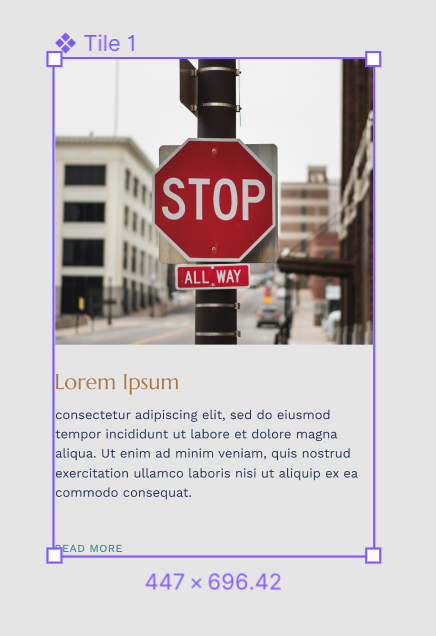 Tile 1
STOP
ALL WAY
Lorem Ipsum
consectetur adipiscing elit, sed do eiusmod
tempor incididunt ut labore et dolore magna
aliqua. Ut enim ad minim veniam, quis nostrud
exercitation ullamco laboris nisi ut aliquip ex ea
commodo consequat.
READ MORE
447 × 696.42